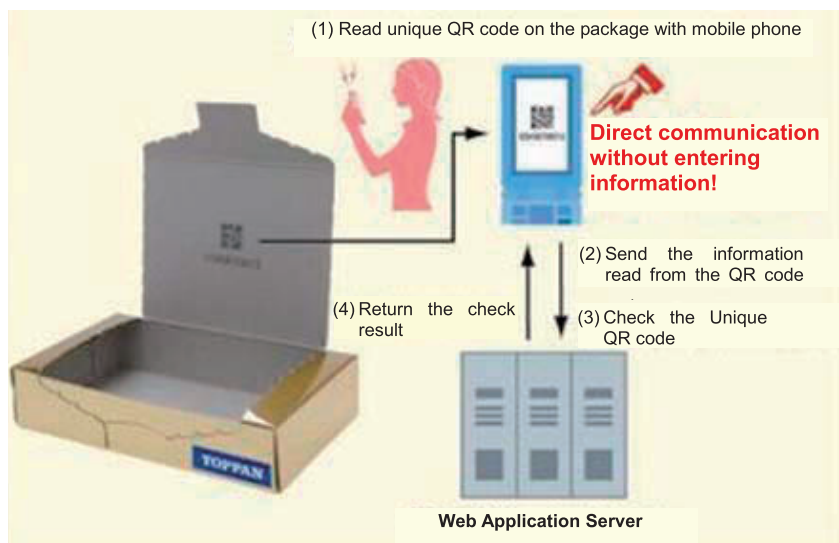 (1) Read unique QR code on the package with mobile phone
Direct communication
without entering
information!
(2) Send the information
read from the QR code
(4) Return the check
result
(3) Check the Unique
QR code
TOPPAN
Web Application Server